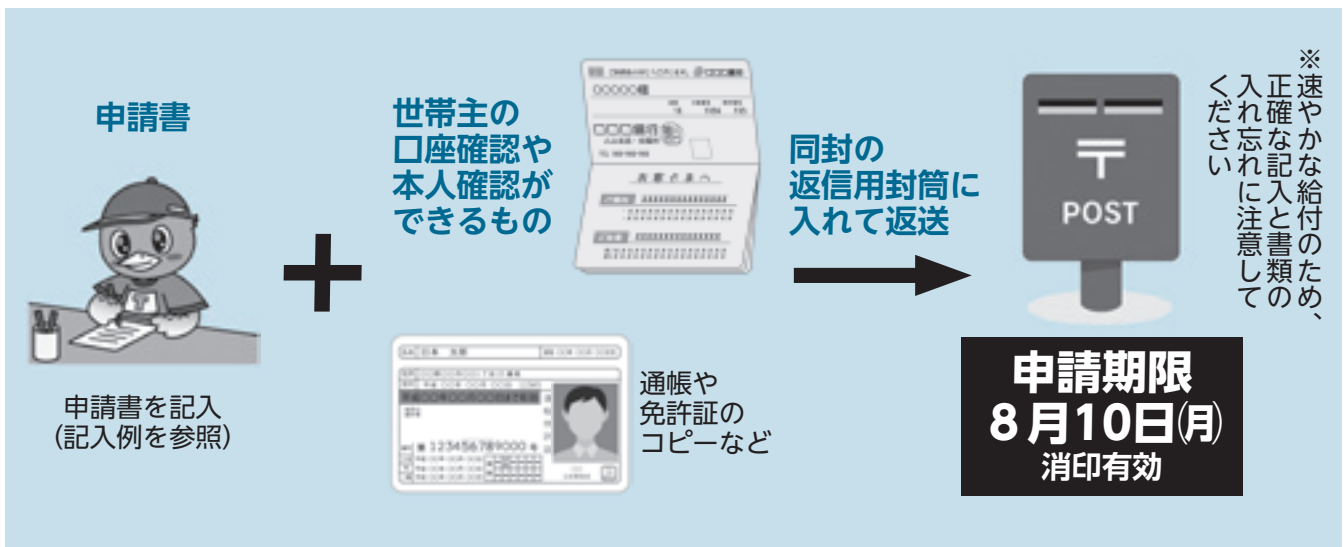 申請書
申請書を記入
(記入例を参照)
世帯主の
口座確認や
本人確認が
できるもの
通帳や
免許証の
コピーなど
123456789000
同封の
返信用封筒に
入れて返送
〒
POST
申請期限
8月10日(月)
消印有効
※速やかな給付のため、
正確な記入と書類の
入れ忘れに注意して
ください